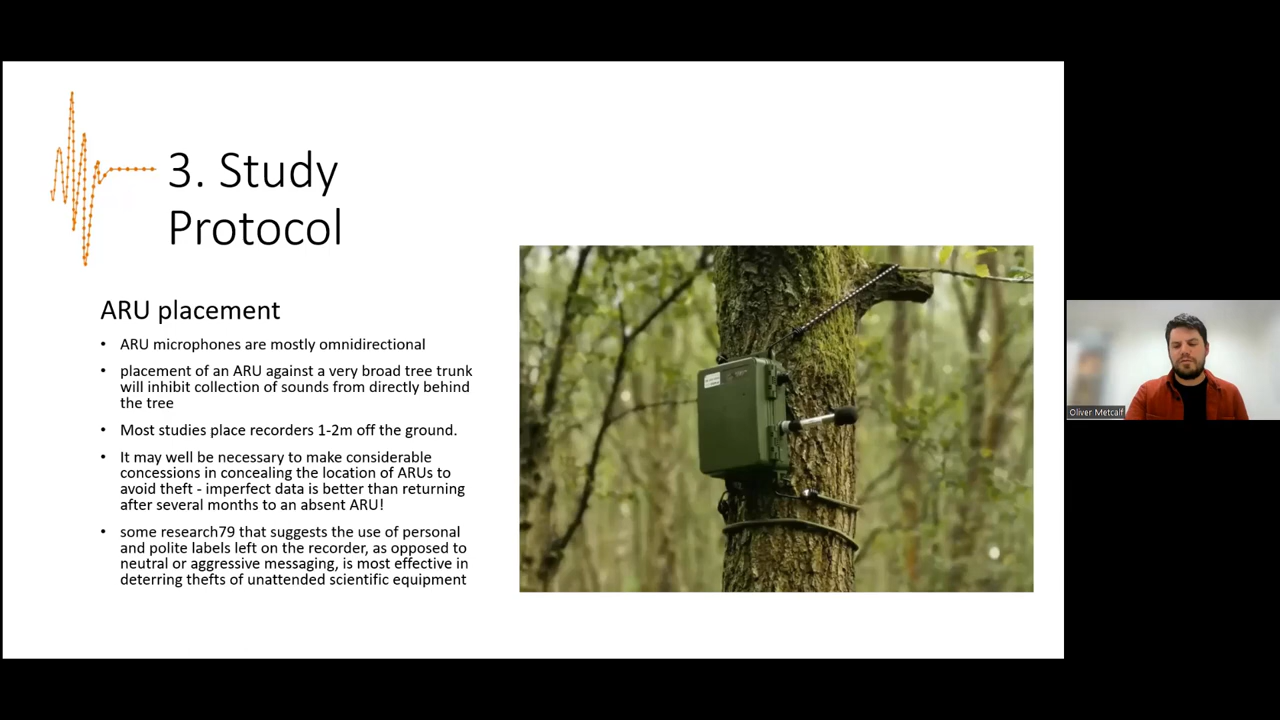 3. Study
Protocol
ARU placement
• ARU microphones are mostly omnidirectional
• placement of an ARU against a very broad tree trunk
will inhibit collection of sounds from directly behind
the tree
• Most studies place recorders 1-2m off the ground.
• It may well be necessary to make considerable
concessions in concealing the location of ARUs to
avoid theft - imperfect data is better than returning
after several months to an absent ARU!
• some research79 that suggests the use of personal
and polite labels left on the recorder, as opposed to
neutral or aggressive messaging, is most effective in
deterring thefts of unattended scientific equipment
Oliver Metcalf